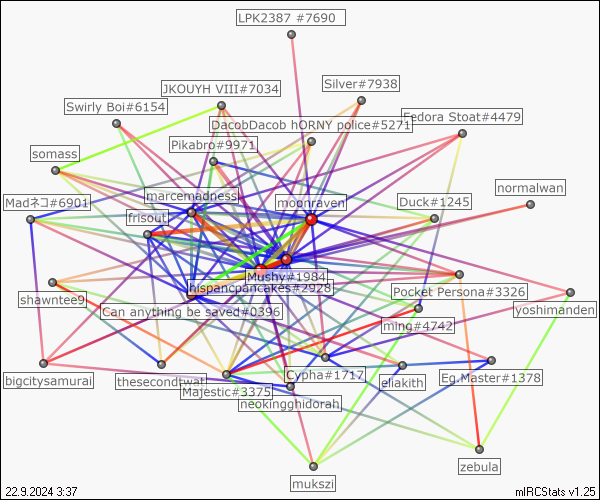 LPK2387 #7690
Silver#7938
JKOUYH VIII#7034
Swirly Boi#6154
Fedora Stoat#4479
DacobDacob hORNY police#5271
Pikabro#9971
somass
normalwan
marcemadness
moonraven
Duck#1245
Madネコ#6901
frisout
Mushy#1984
hispancpancakes#2928
Pocket Persona#3326
shawntee9
yoshimanden
Can anything be saved#0396
ming#4742
Cypha#1717
Eg.Master#1378
bigcitysamurai
thesecondtwat
Majestic#3375
eliakith
neokingghidorah
zebula
mukszi
22.9.2024 3:37
mIRCStats v1.25